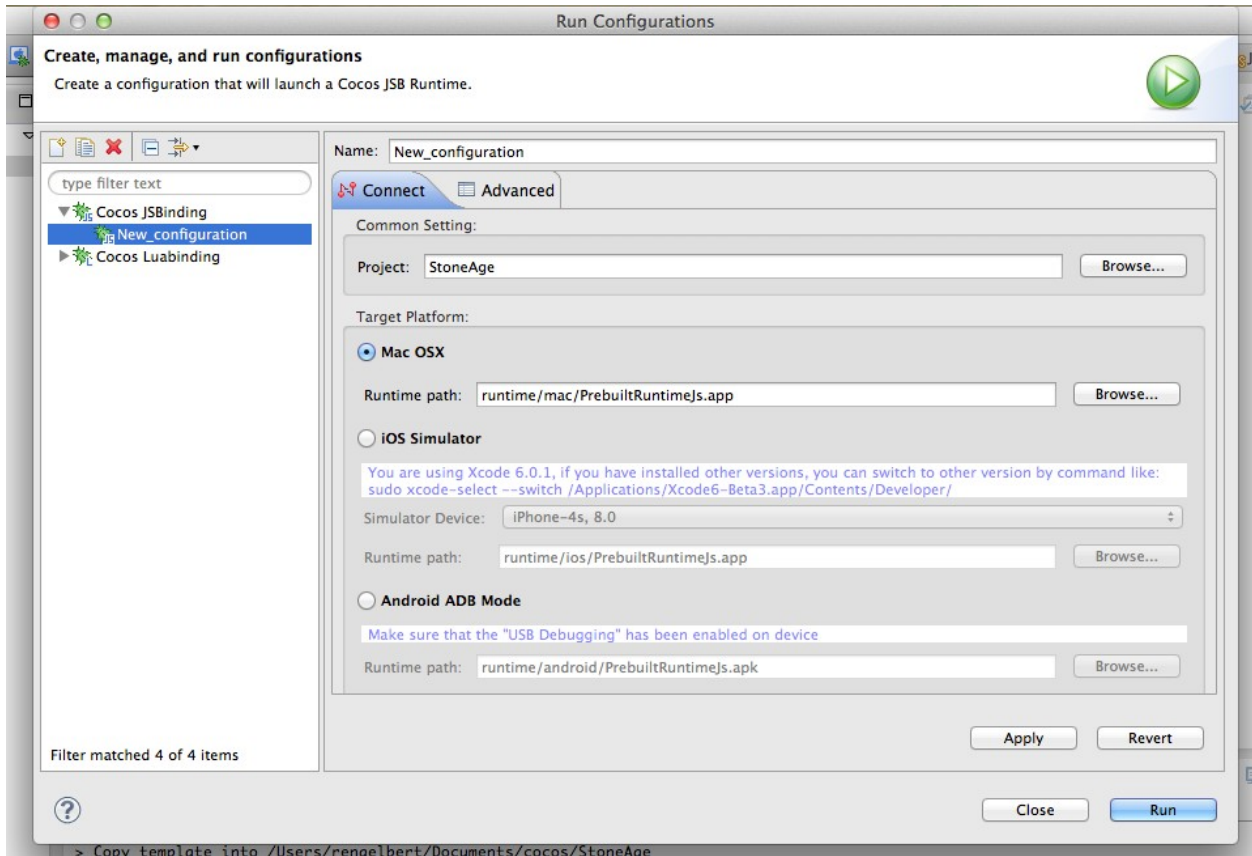 Run Configurations
Create, manage, and run configurations
Create a configuration that will launch a Cocos JSB Runtime.
type filter text
Cocos JSBinding
New_configuration
Cocos Luabinding
Filter matched 4 of 4 items
Name: New_configuration
Connect Advanced
Common Setting:
Project: StoneAge Browse...
Target Platform:
Mac OSX
Runtime path: runtime/mac/PrebuiltRuntimeJs.app Browse...
iOS Simulator
You are using Xcode 6.0.1, if you have installed other versions, you can switch to other version by command like:
sudo xcode-select --switch /Applications/Xcode6-Beta3.app/Contents/Developer/
Simulator Device: iPhone-4s, 8.0
Runtime path: runtime/ios/PrebuiltRuntimeJs.app Browse...
Android ADB Mode
Make sure that the "USB Debugging" has been enabled on device
Runtime path: runtime/android/PrebuiltRuntimeJs.apk Browse...
Apply Revert
? Close Run
> Copy template into /Users/rengelbert/Documents/cocos/StoneAge